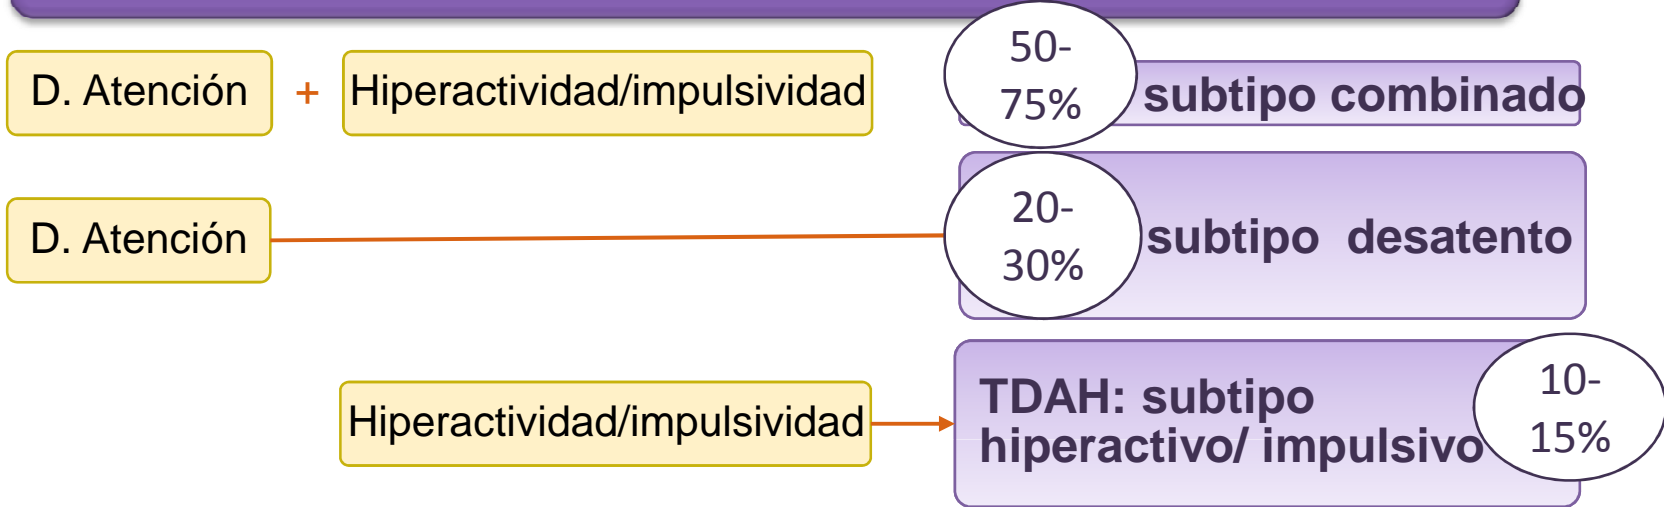 D. Atención + Hiperactividad/impulsividad
50-
75%
subtipo combinado
D. Atención
20-
30%
subtipo desatento
Hiperactividad/impulsividad
TDAH: subtipo
hiperactivo/ impulsivo
10-
15%